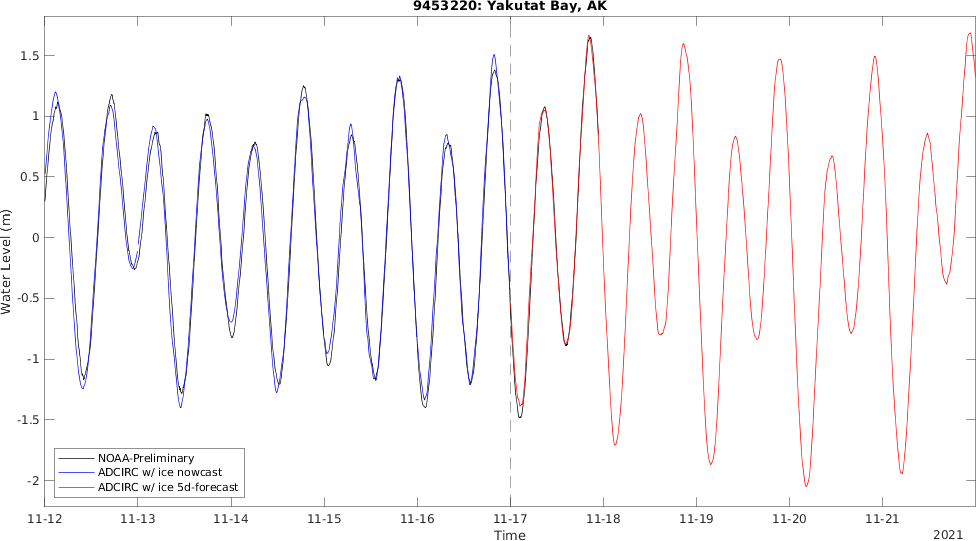 9453220: Yakutat Bay, AK
Water Level (m)
1.5
1
0.5
0
-0.5
-1
-1.5
-2
NOAA-Preliminary
ADCIRC w/ ice nowcast
ADCIRC w/ ice 5d-forecast
11-12 11-13 11-14 11-15 11-16 11-17 11-18 11-19 11-20 11-21
Time
2021